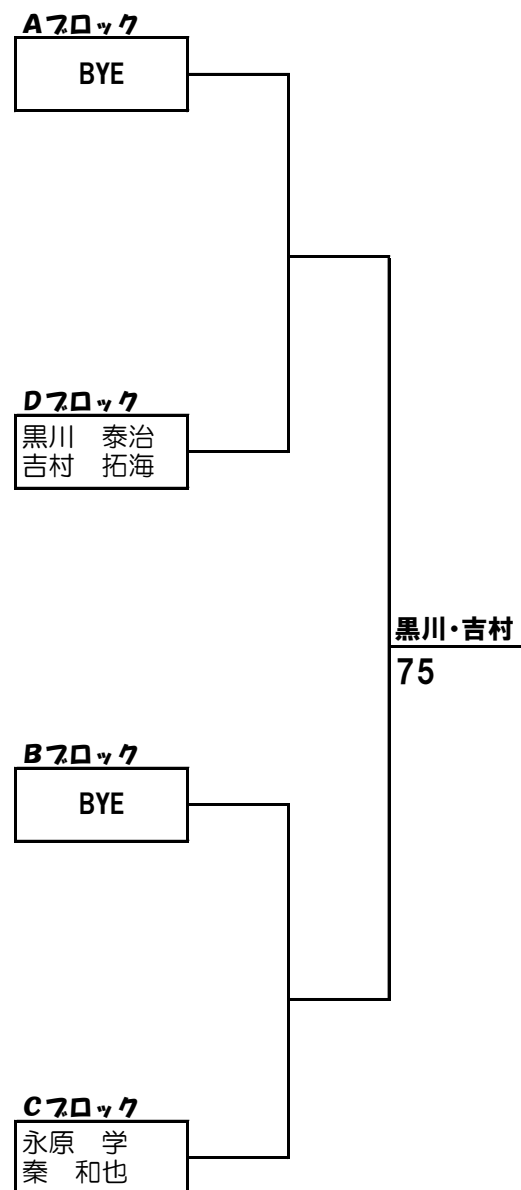 Aブロック
BYE
Dブロック
黒川　泰治
吉村　拓海
黒川・吉村
75
Bブロック
BYE
Cブロック
永原　学
秦　和也